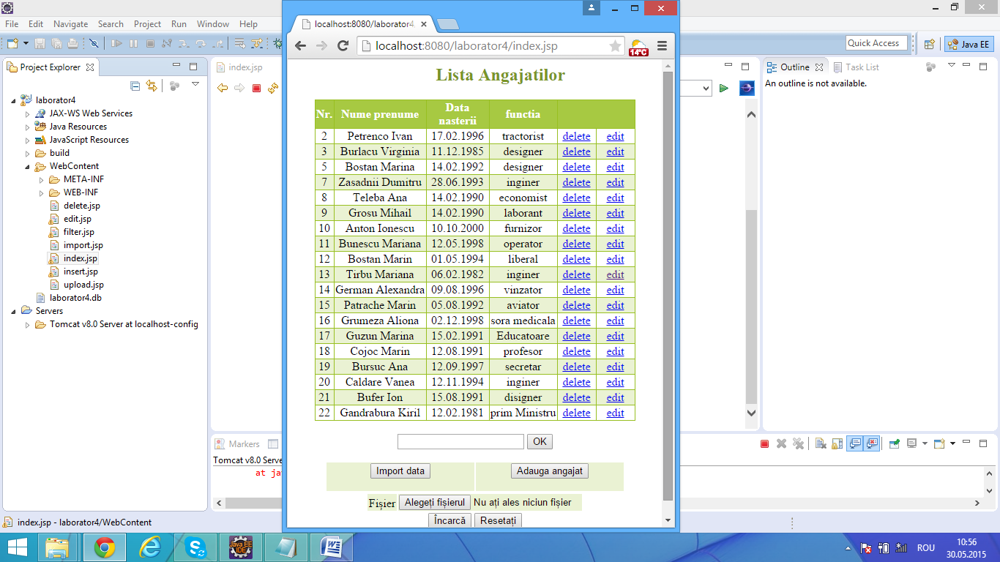 File Edit Navigate Search Project Run Window Help
Quick Access
Java EE
Project Explorer
laborator4
JAX-WS Web Services
Java Resources
JavaScript Resources
build
WebContent
META-INF
WEB-INF
delete.jsp
edit.jsp
filter.jsp
import.jsp
index.jsp
insert.jsp
upload.jsp
laborator4.db
Servers
Tomcat v8.0 Server at localhost-config
index.jsp
localhost:8080/laborator4
localhost:8080/laborator4/index.jsp
14°C
Lista Angajatilor
Nr. Nume prenume Data nasterii functia
2 Petrenco Ivan 17.02.1996 tractorist delete edit
3 Burlacu Virginia 11.12.1985 designer delete edit
5 Bostan Marina 14.02.1992 designer delete edit
7 Zasadnii Dumitru 28.06.1993 inginer delete edit
8 Teleba Ana 14.02.1990 economist delete edit
9 Grosu Mihail 14.02.1990 laborant delete edit
10 Anton Ionescu 10.10.2000 furnizor delete edit
11 Bunescu Mariana 12.05.1998 operator delete edit
12 Bostan Marin 01.05.1994 liberal delete edit
13 Tirbu Mariana 06.02.1982 inginer delete edit
14 German Alexandra 09.08.1996 vinzator delete edit
15 Patrache Marin 05.08.1992 aviator delete edit
16 Grumeza Aliona 02.12.1998 sora medicala delete edit
17 Guzun Marina 15.02.1991 Educatoare delete edit
18 Cojoc Marin 12.08.1991 profesor delete edit
19 Bursuc Ana 12.09.1997 secretar delete edit
20 Caldare Vanea 12.11.1994 inginer delete edit
21 Bufer Ion 15.08.1991 disigner delete edit
22 Gandrabura Kiril 12.02.1981 prim Ministru delete edit
OK
Import data Adauga angajat
Fișier Alegeți fișierul Nu ați ales niciun fișier
Încarcă Resetați
Outline Task List
An outline is not available.
Markers
Tomcat v8.0 Serve
at ja
index.jsp - laborator4/WebContent
Java EE
IDE
ROU
10:56
30.05.2015